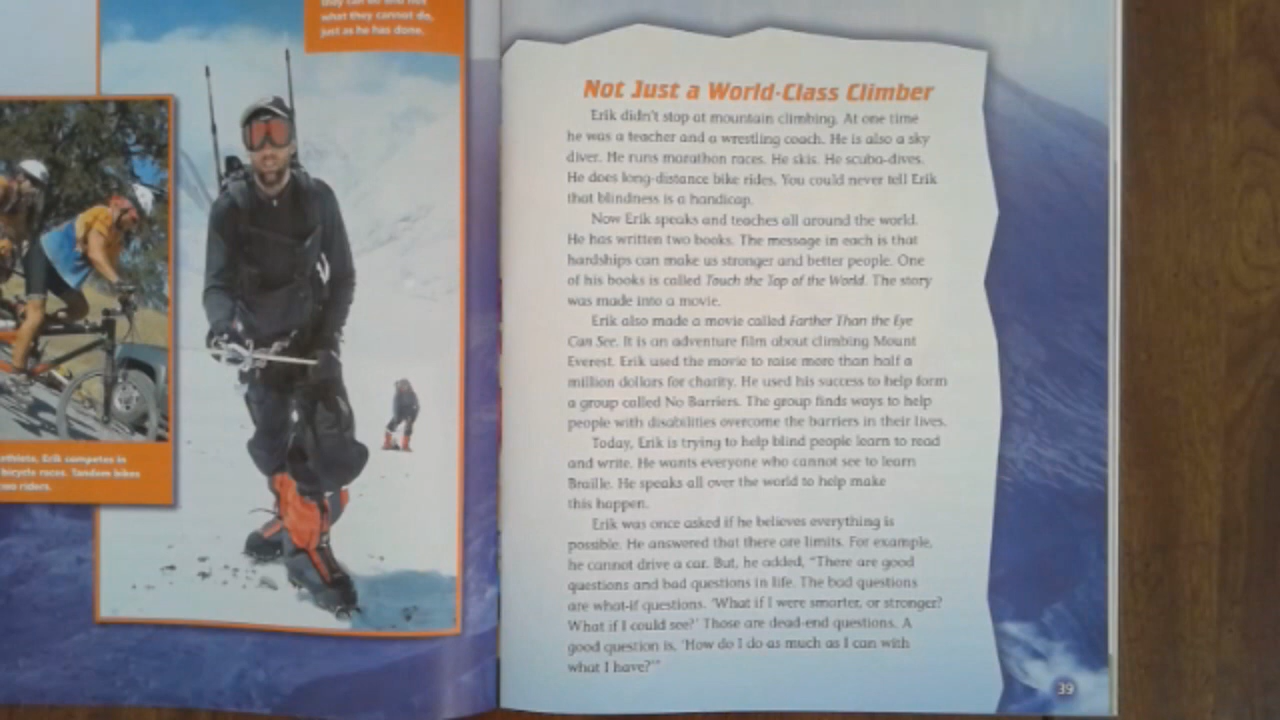 they can do and not
what they cannot do,
just as he has done.
athlete, Erik competes in
bicycle races. Tandem bikes
two riders.
Not Just a World-Class Climber
Erik didn't stop at mountain climbing. At one time
he was a teacher and a wrestling coach. He is also a sky
diver. He runs marathon races. He skis. He scuba-dives.
He does long-distance bike rides. You could never tell Erik
that blindness is a handicap.
Now Erik speaks and teaches all around the world.
He has written two books. The message in each is that
hardships can make us stronger and better people. One
of his books is called Touch the Top of the World. The story
was made into a movie.
Erik also made a movie called Farther Than the Eye
Can See. It is an adventure film about climbing Mount
Everest. Erik used the movie to raise more than half a
million dollars for charity. He used his success to help form
a group called No Barriers. The group finds ways to help
people with disabilities overcome the barriers in their lives.
Today, Erik is trying to help blind people learn to read
and write. He wants everyone who cannot see to learn
Braille. He speaks all over the world to help make
this happen.
Erik was once asked if he believes everything is
possible. He answered that there are limits. For example,
he cannot drive a car. But, he added, "There are good
questions and bad questions in life. The bad questions
are what-if questions. 'What if I were smarter, or stronger?
What if I could see?' Those are dead-end questions. A
good question is, 'How do I do as much as I can with
what I have?'"
39